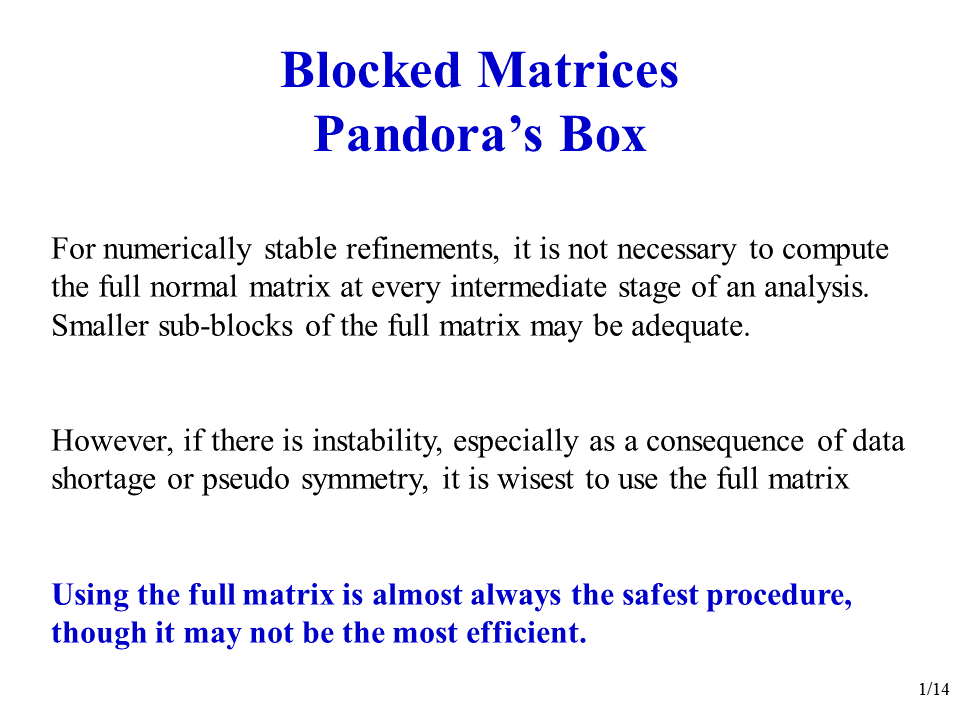 Blocked Matrices
Pandora’s Box
For numerically stable refinements, it is not necessary to compute
the full normal matrix at every intermediate stage of an analysis.
Smaller sub-blocks of the full matrix may be adequate.
However, if there is instability, especially as a consequence of data
shortage or pseudo symmetry, it is wisest to use the full matrix
Using the full matrix is almost always the safest procedure,
though it may not be the most efficient.
1/14